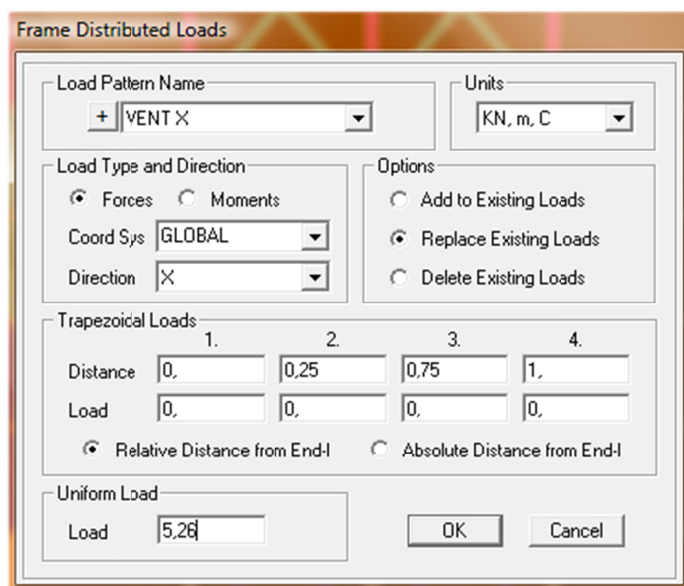 Frame Distributed Loads
Load Pattern Name
+ VENT X
Units
KN, m, C
Load Type and Direction
Forces Moments
Coord Sys GLOBAL
Direction X
Options
Add to Existing Loads
Replace Existing Loads
Delete Existing Loads
Trapezoidal Loads
1. 2. 3. 4.
Distance 0, 0,25 0,75 1,
Load 0, 0, 0, 0,
Relative Distance from End-I Absolute Distance from End-I
Uniform Load
Load 5,26
OK Cancel